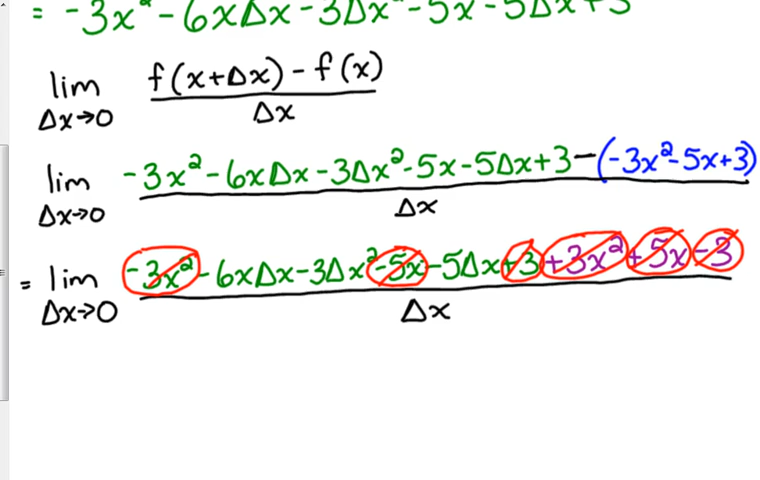 = -3x² - 6xΔx - 3Δx² - 5x - 5Δx + 3
lim Δx→0 f(x+Δx) - f(x) / Δx
lim Δx→0 -3x² - 6xΔx - 3Δx² - 5x - 5Δx + 3 - (-3x² - 5x + 3) / Δx
= lim Δx→0 -3x² - 6xΔx - 3Δx² - 5x - 5Δx + 3 + 3x² + 5x - 3 / Δx